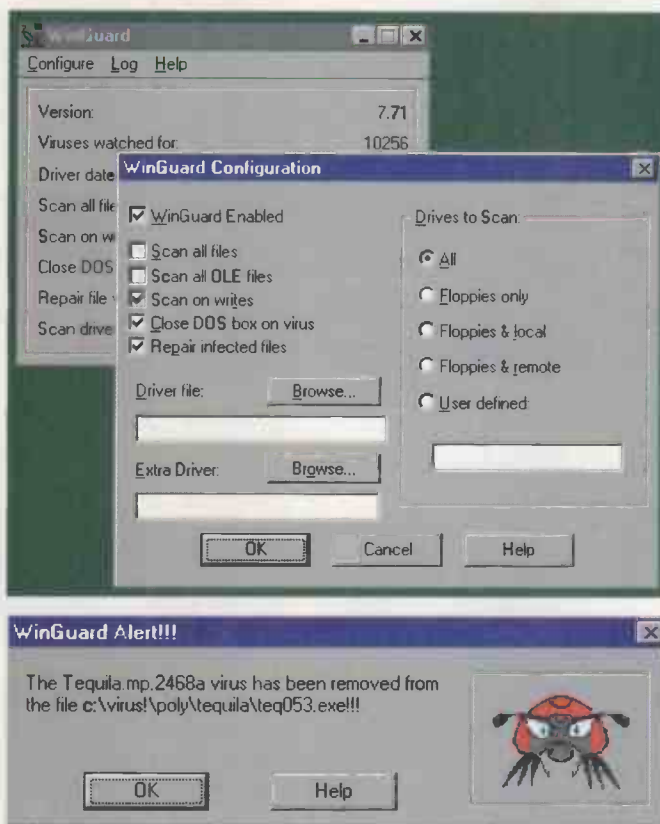 WinGuard
Configure Log Help
Version: 7.71
Viruses watched for: 10256
Driver date
Scan all file
Scan on w
Close DOS
Repair file
Scan drive
WinGuard Configuration
WinGuard Enabled
Scan all files
Scan all OLE files
Scan on writes
Close DOS box on virus
Repair infected files
Driver file: Browse...
Extra Driver: Browse...
Drives to Scan:
All
Floppies only
Floppies & local
Floppies & remote
User defined:
OK Cancel Help
WinGuard Alert!!!
The Tequila.mp.2468a virus has been removed from
the file c:\virus!\poly\tequila\teq053.exe!!!
OK Help